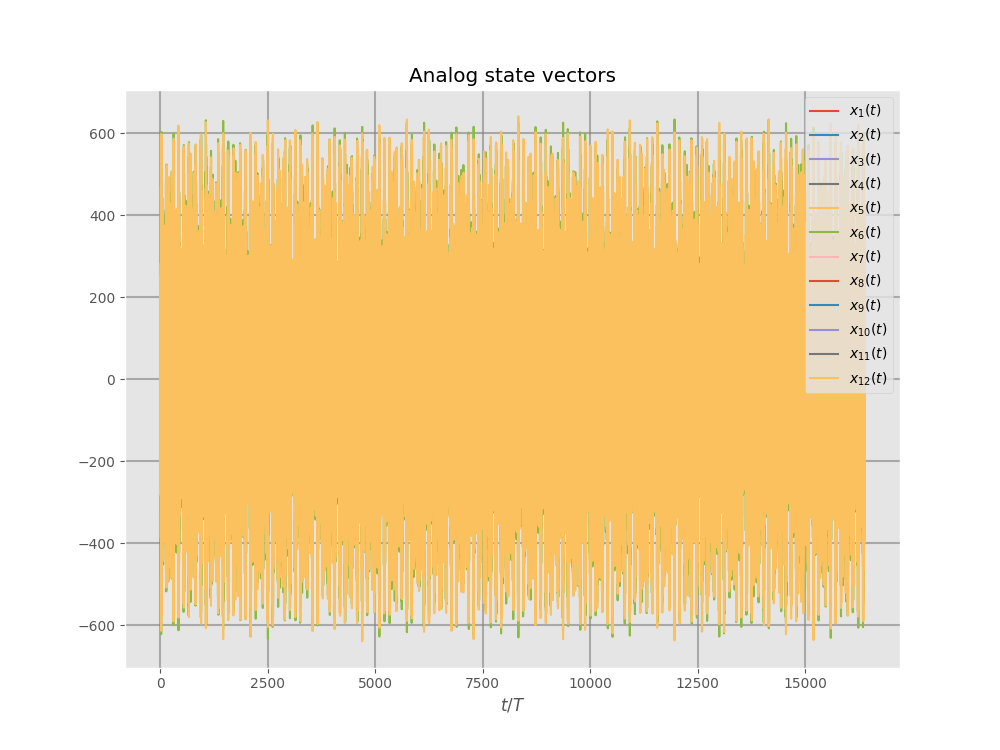 Analog state vectors
600
400
200
0
−200
−400
−600
0 2500 5000 7500 10000 12500 15000
t/T
x₁(t)
x₂(t)
x₃(t)
x₄(t)
x₅(t)
x₆(t)
x₇(t)
x₈(t)
x₉(t)
x₁₀(t)
x₁₁(t)
x₁₂(t)